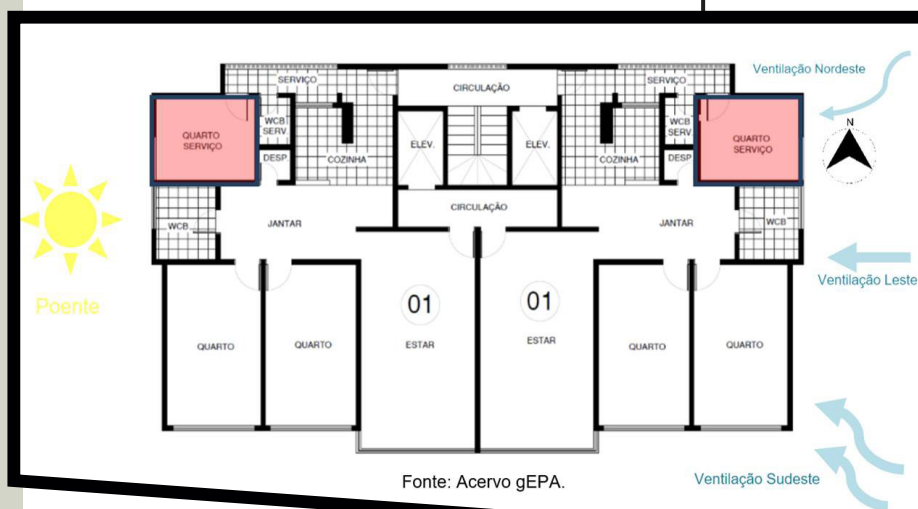 Ventilação Nordeste
SERVIÇO
CIRCULAÇÃO
SERVIÇO
N
QUARTO
SERVIÇO
WCB
SERV.
ELEV.
ELEV.
WCB
SERV.
QUARTO
SERVIÇO
DESP.
COZINHA
COZINHA
DESP.
CIRCULAÇÃO
WCB
JANTAR
JANTAR
WCB
Poente
Ventilação Leste
01
01
QUARTO
QUARTO
ESTAR
ESTAR
QUARTO
QUARTO
Fonte: Acervo gEPA.
Ventilação Sudeste